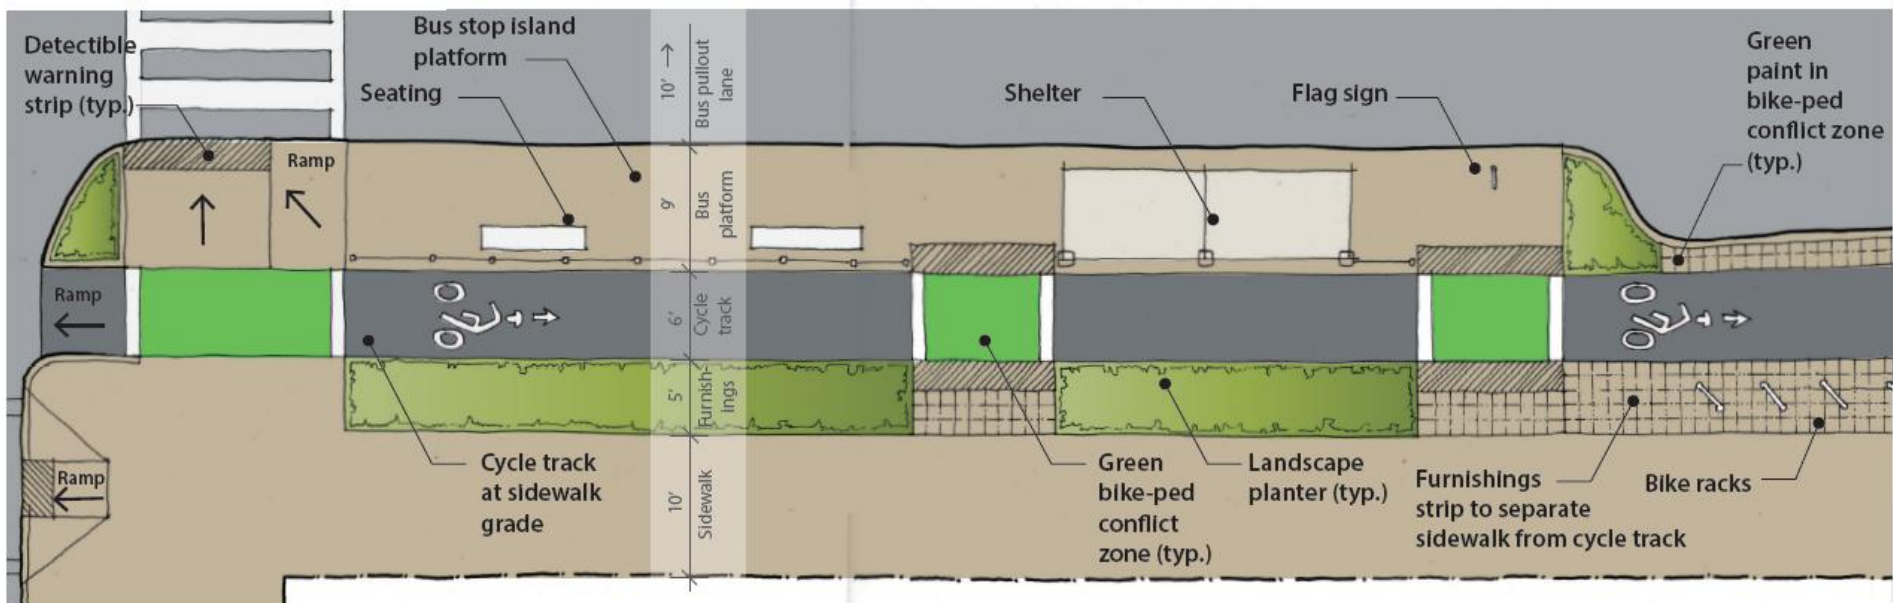 Detectible
warning
strip (typ.)
Bus stop island
platform
Seating
10'
Bus pullout
lane
Shelter
Flag sign
Green
paint in
bike-ped
conflict zone
(typ.)
Ramp
9'
Bus
platform
Ramp
6'
Cycle
track
5'
Furnish-
ings
Ramp
10'
Sidewalk
Cycle track
at sidewalk
grade
Green
bike-ped
conflict
zone (typ.)
Landscape
planter (typ.)
Furnishings
strip to separate
sidewalk from cycle track
Bike racks